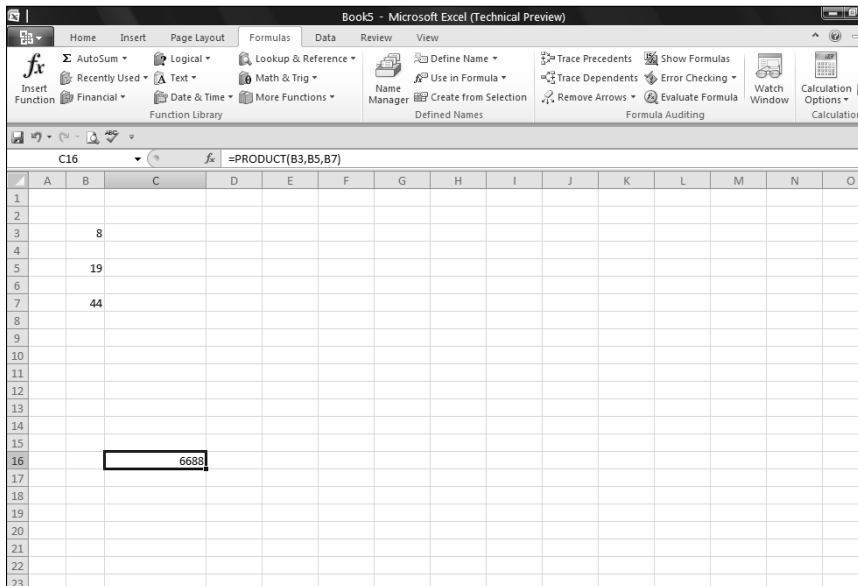 Book5 - Microsoft Excel (Technical Preview)
Home Insert Page Layout Formulas Data Review View
Σ AutoSum Logical Lookup & Reference Define Name Trace Precedents Show Formulas
fx Recently Used Text Math & Trig Name Manager Use in Formula Trace Dependents Error Checking Watch Window Calculation Options
Insert Function Financial Date & Time More Functions Create from Selection Remove Arrows Evaluate Formula
Function Library Defined Names Formula Auditing Calculation
ABC
C16 fx =PRODUCT(B3,B5,B7)
A B C D E F G H I J K L M N O
1
2
3 8
4
5 19
6
7 44
8
9
10
11
12
13
14
15
16 6688
17
18
19
20
21
22
23